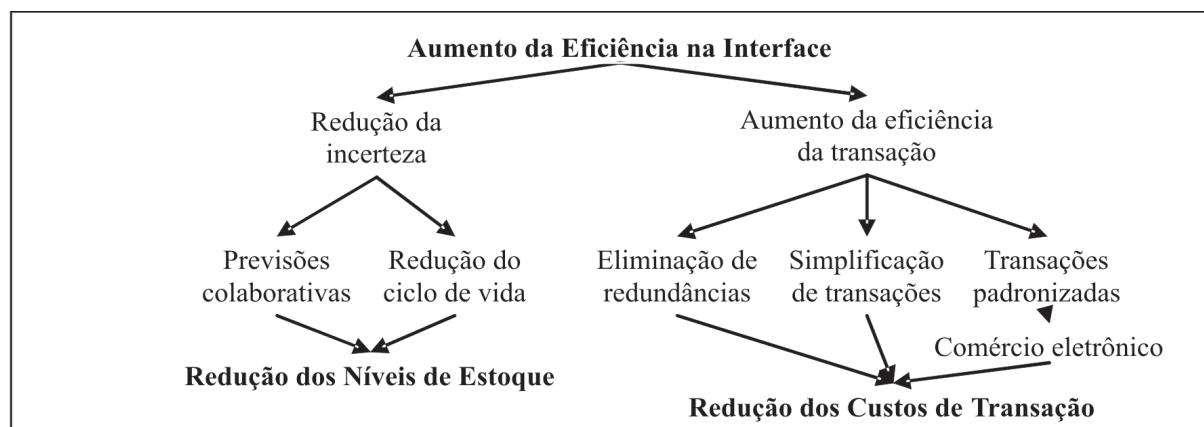 Aumento da Eficiência na Interface
Redução da
incerteza
Aumento da eficiência
da transação
Previsões
colaborativas
Redução do
ciclo de vida
Eliminação de
redundâncias
Simplificação
de transações
Transações
padronizadas
Comércio eletrônico
Redução dos Níveis de Estoque
Redução dos Custos de Transação